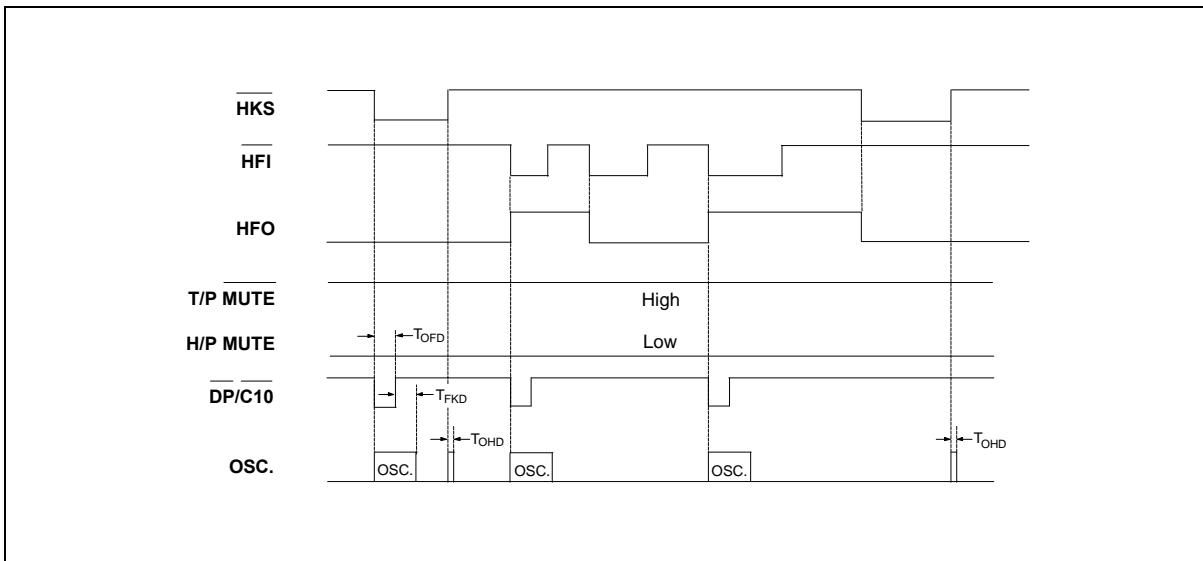 HKS
HFI
HFO
T/P MUTE
High
H/P MUTE
Low
TOFD
DP/C10
TFKD
TOHD
TOHD
OSC.
OSC.
OSC.
OSC.